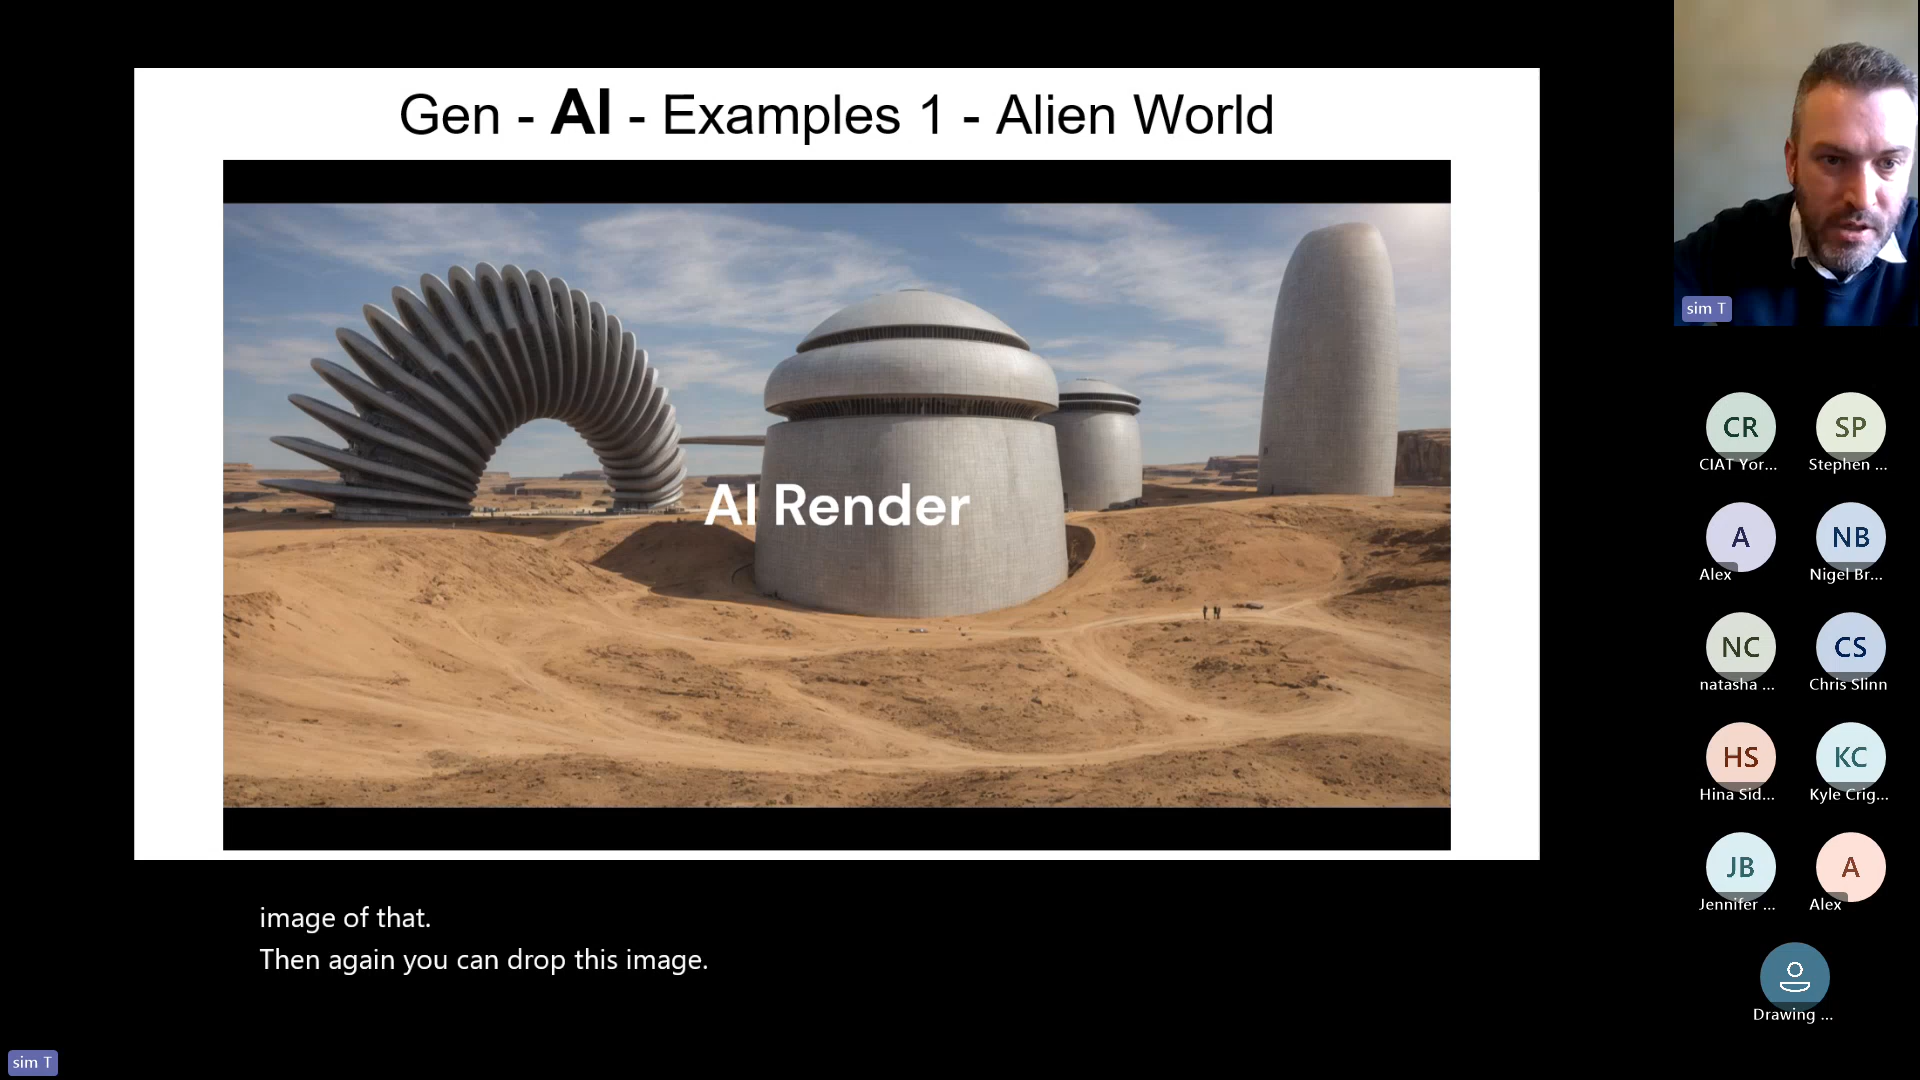 Gen - AI - Examples 1 - Alien World
AI Render
sim T
CR
SP
CIAT Yor...
Stephen ...
A
NB
Alex
Nigel Br...
NC
CS
natasha ...
Chris Slinn
HS
KC
Hina Sid...
Kyle Crig...
JB
A
Jennifer ...
Alex
Drawing ...
image of that.
Then again you can drop this image.
sim T